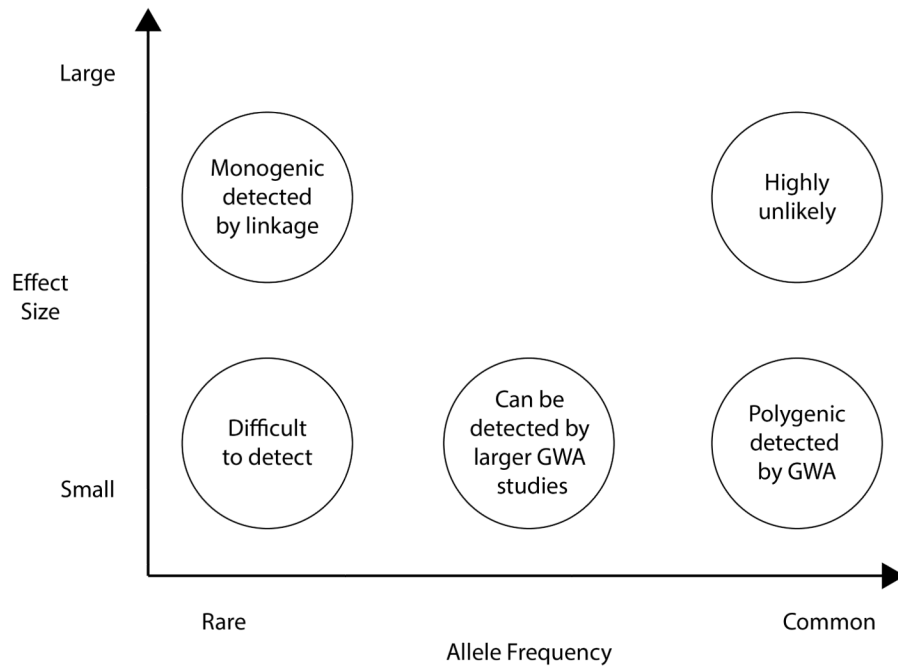 Large
Monogenic
detected
by linkage
Highly
unlikely
Effect
Size
Difficult
to detect
Can be
detected by
larger GWA
studies
Polygenic
detected
by GWA
Small
Rare
Common
Allele Frequency